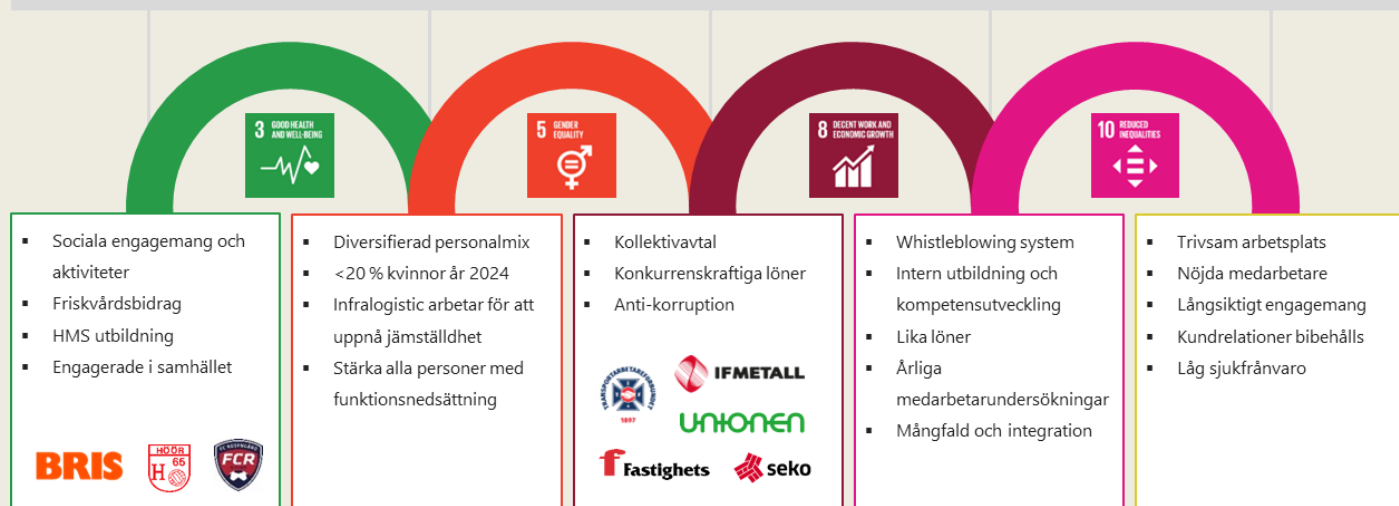 3 GOOD HEALTH
AND WELL-BEING
5 GENDER
EQUALITY
8 DECENT WORK AND
ECONOMIC GROWTH
10 REDUCED
INEQUALITIES
▪ Sociala engagemang och
aktiviteter
▪ Friskvårdsbidrag
▪ HMS utbildning
▪ Engagerade i samhället
BRIS
HÖÖR
H 65
FC ROSENGÅRD
FCR
▪ Diversifierad personalmix
▪ <20 % kvinnor år 2024
▪ Infralogistic arbetar för att
uppnå jämställdhet
▪ Stärka alla personer med
funktionsnedsättning
▪ Kollektivavtal
▪ Konkurrenskraftiga löner
▪ Anti-korruption
TRANSPORTARBETAREFÖRBUNDET
1897
IFMETALL
UNIONEN
Fastighets
seko
▪ Whistleblowing system
▪ Intern utbildning och
kompetensutveckling
▪ Lika löner
▪ Årliga
medarbetarundersökningar
▪ Mångfald och integration
▪ Trivsam arbetsplats
▪ Nöjda medarbetare
▪ Långsiktigt engagemang
▪ Kundrelationer bibehålls
▪ Låg sjukfrånvaro